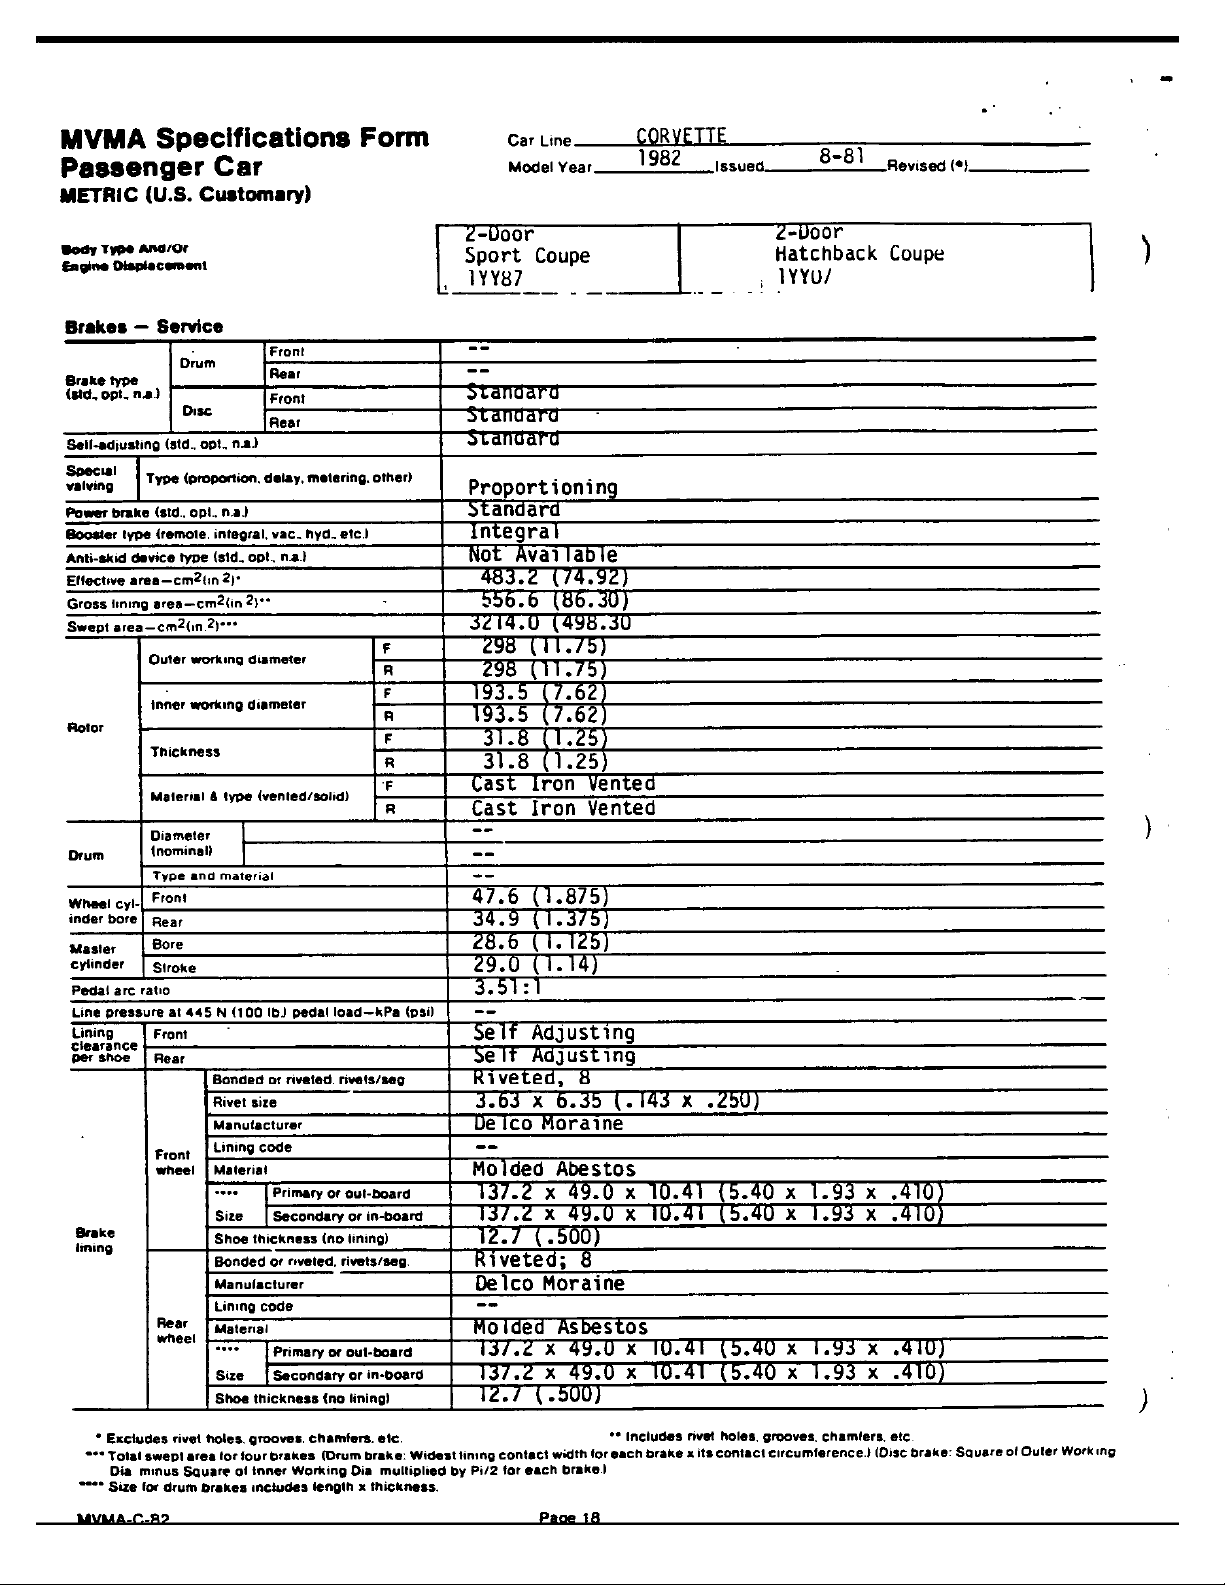 MVMA Specifications Form
Passenger Car
METRIC (U.S. Customary)
Car Line CORVETTE
Model Year 1982 Issued 8-81 Revised (•)
Body Type And/Or
Engine Displacement
2-Door
Sport Coupe
1YY87
2-Door
Hatchback Coupe
1YY07
Brakes — Service
Brake type
(std., opt., n.a.)
Drum Front --
Rear --
Disc Front Standard
Rear Standard
Self-adjusting (std., opt., n.a.) Standard
Special
valving
Type (proportion, delay, metering, other) Proportioning
Power brake (std., opt., n.a.) Standard
Booster type (remote, integral, vac., hyd., etc.) Integral
Anti-skid device type (std., opt., n.a.) Not Available
Effective area—cm2(in 2)* 483.2 (74.92)
Gross lining area—cm2(in 2)** 556.6 (86.30)
Swept area—cm2(in.2)*** 3214.0 (498.30
Rotor
Outer working diameter F 298 (11.75)
R 298 (11.75)
Inner working diameter F 193.5 (7.62)
R 193.5 (7.62)
Thickness F 31.8 (1.25)
R 31.8 (1.25)
Material & type (vented/solid) F Cast Iron Vented
R Cast Iron Vented
Drum
Diameter
(nominal)
--
--
Type and material --
Wheel cyl-
inder bore
Front 47.6 (1.875)
Rear 34.9 (1.375)
Master
cylinder
Bore 28.6 (1.125)
Stroke 29.0 (1.14)
Pedal arc ratio 3.51:1
Line pressure at 445 N (100 lb.) pedal load—kPa (psi) --
Lining
clearance
per shoe
Front Self Adjusting
Rear Self Adjusting
Brake
lining
Front
wheel
Bonded or riveted, rivets/seg Riveted, 8
Rivet size 3.63 x 6.35 (.143 x .250)
Manufacturer Delco Moraine
Lining code --
Material Molded Abestos
**** Size
Primary or out-board 137.2 x 49.0 x 10.41 (5.40 x 1.93 x .410)
Secondary or in-board 137.2 x 49.0 x 10.41 (5.40 x 1.93 x .410)
Shoe thickness (no lining) 12.7 (.500)
Rear
wheel
Bonded or riveted, rivets/seg. Riveted; 8
Manufacturer Delco Moraine
Lining code --
Material Molded Asbestos
**** Size
Primary or out-board 137.2 x 49.0 x 10.41 (5.40 x 1.93 x .410)
Secondary or in-board 137.2 x 49.0 x 10.41 (5.40 x 1.93 x .410)
Shoe thickness (no lining) 12.7 (.500)
* Excludes rivet holes, grooves, chamfers, etc. ** Includes rivet holes, grooves, chamfers, etc.
*** Total swept area for four brakes (Drum brake: Widest lining contact width for each brake x its contact circumference.) (Disc brake: Square of Outer Working
Dia. minus Square of Inner Working Dia. multiplied by Pi/2 for each brake.)
**** Size for drum brakes includes length x thickness.
MVMA-C-82 Page 18